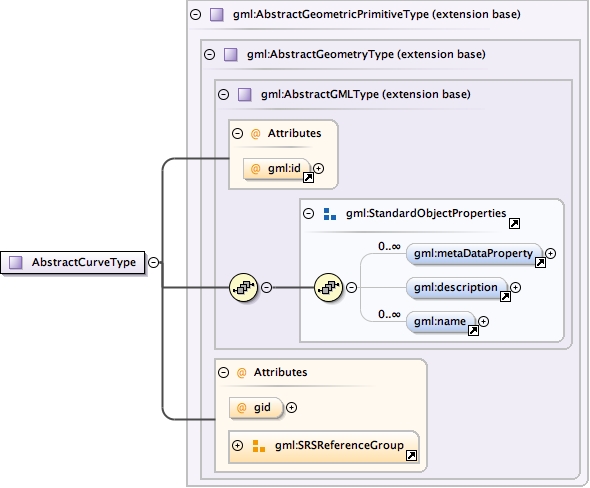 gml:AbstractGeometricPrimitiveType (extension base)
gml:AbstractGeometryType (extension base)
gml:AbstractGMLType (extension base)
@ Attributes
@ gml:id
gml:StandardObjectProperties
0..∞
gml:metaDataProperty
AbstractCurveType
gml:description
0..∞
gml:name
@ Attributes
@ gid
gml:SRSReferenceGroup